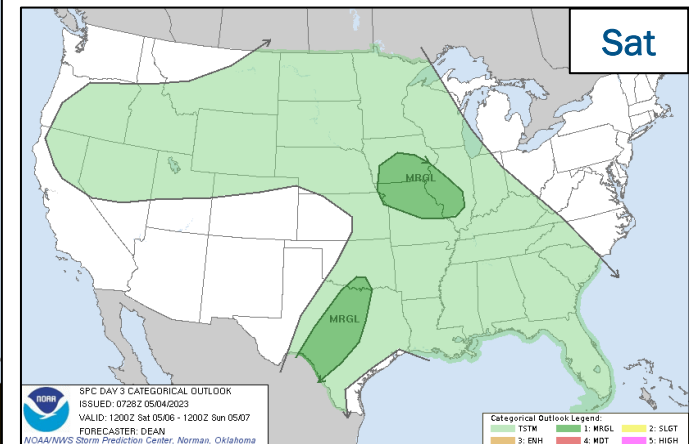 Sat
MRGL
MRGL
SPC DAY 3 CATEGORICAL OUTLOOK
ISSUED: 0728Z 05/04/2023
VALID: 1200Z Sat 05/06 - 1200Z Sun 05/07
FORECASTER: DEAN
NOAA/NWS Storm Prediction Center, Norman, Oklahoma
NOAA
Categorical Outlook Legend:
TSTM 1: MRGL 2: SLGT
3: ENH 4: MDT 5: HIGH